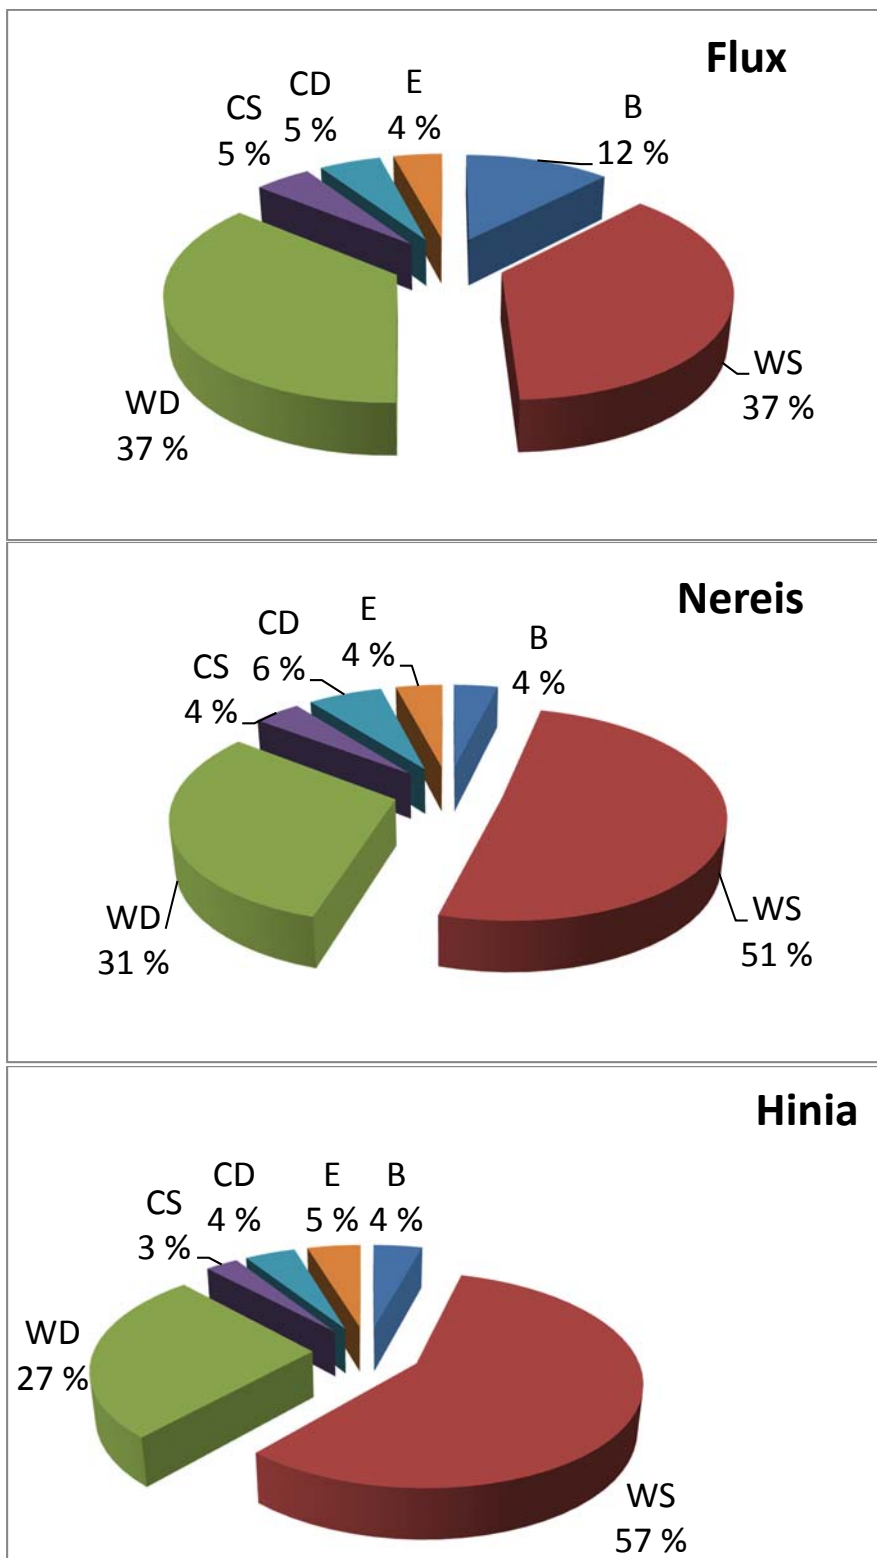 Flux
CS
5 %
CD
5 %
E
4 %
B
12 %
WS
37 %
WD
37 %
Nereis
CS
4 %
CD
6 %
E
4 %
B
4 %
WS
51 %
WD
31 %
Hinia
CS
3 %
CD
4 %
E
5 %
B
4 %
WD
27 %
WS
57 %